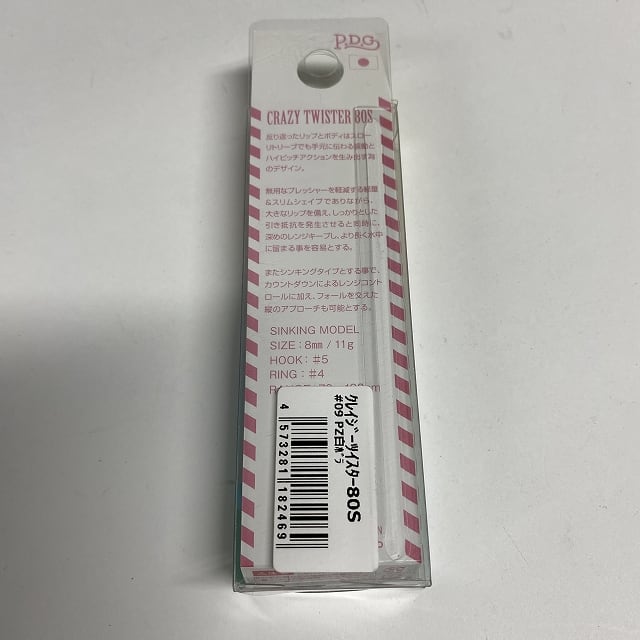 P.D.G
CRAZY TWISTER 80S
反り返ったリップとボディはスロー
リトリーブでも手元に伝わる振動と
ハイピッチアクションを生み出す為
のデザイン。
無用なプレッシャーを軽減する軽量
&スリムシェイプでありながら、
大きなリップを備え、しっかりとした
引き抵抗を発生させると同時に、
深めのレンジキープし、より長く水中
に留まる事を容易とする。
またシンキングタイプとする事で、
カウントダウンによるレンジコント
ロールに加え、フォールを交えた
縦のアプローチも可能とする。
SINKING MODEL
SIZE：8mm / 11g
HOOK：#5
RING：#4
クレイジーツイスター80S
#09 PZ白ボラ
4 573281 182469